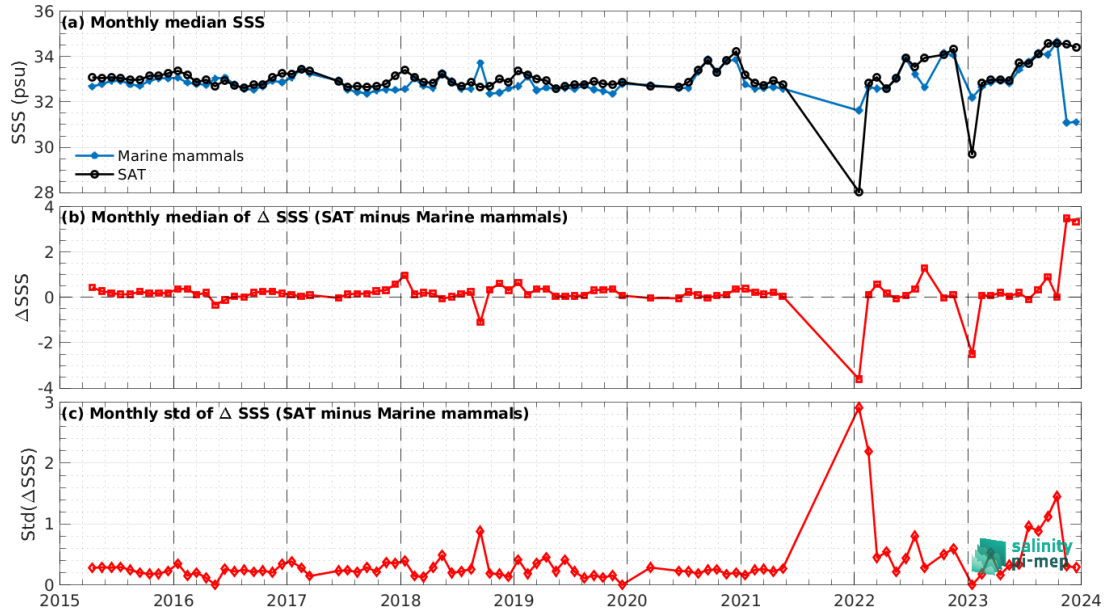 (a) Monthly median SSS
36
34
32
30
28
SSS (psu)
Marine mammals
SAT
(b) Monthly median of Δ SSS (SAT minus Marine mammals)
4
2
0
-2
-4
ΔSSS
(c) Monthly std of Δ SSS (SAT minus Marine mammals)
3
2
1
0
Std(ΔSSS)
salinity
pi-mep
2015 2016 2017 2018 2019 2020 2021 2022 2023 2024